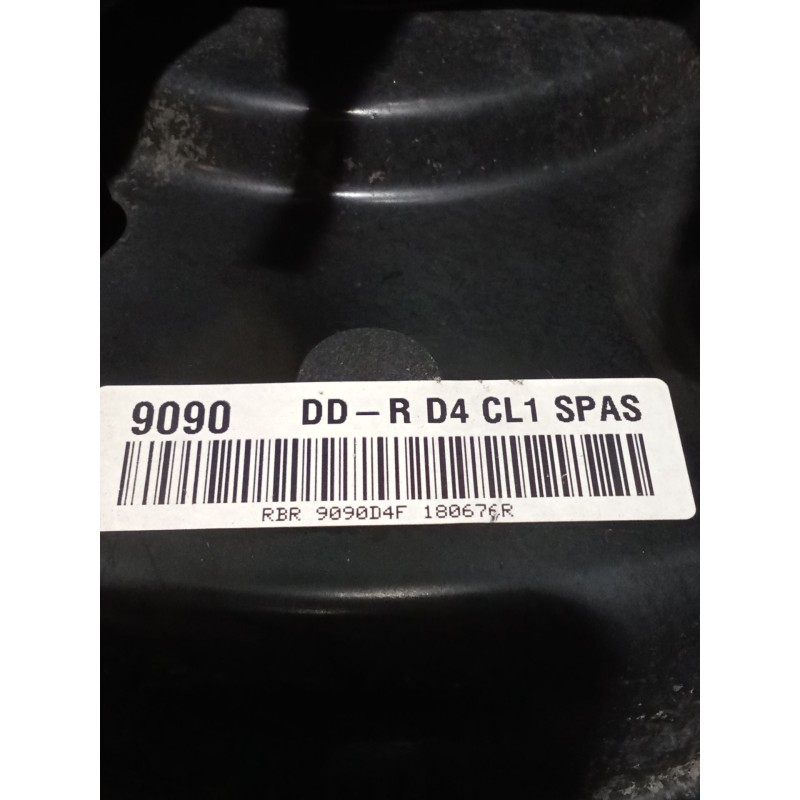 9090 DD-R D4 CL1 SPAS
RBR 9090D4F 180676R